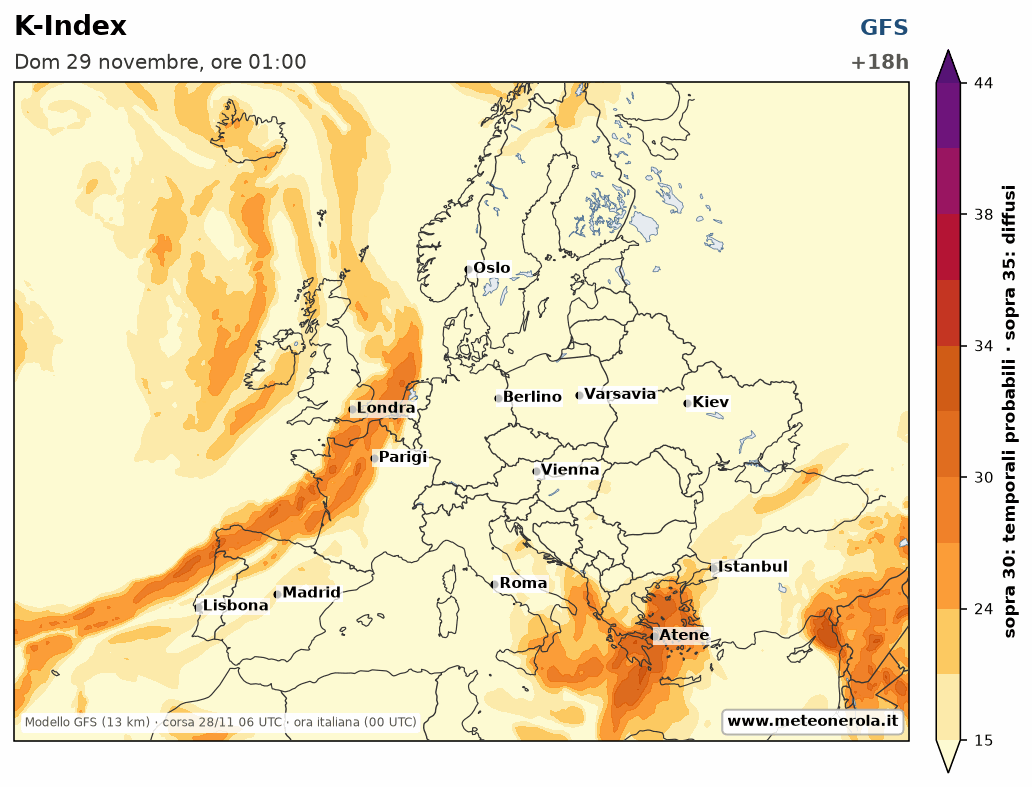 K-Index
GFS
Dom 29 novembre, ore 01:00
+18h
44
38
34
30
24
15
sopra 30: temporali probabili · sopra 35: diffusi
Oslo
Berlino
Varsavia
Kiev
Londra
Parigi
Vienna
Istanbul
Roma
Madrid
Lisbona
Atene
Modello GFS (13 km) · corsa 28/11 06 UTC · ora italiana (00 UTC)
www.meteonerola.it